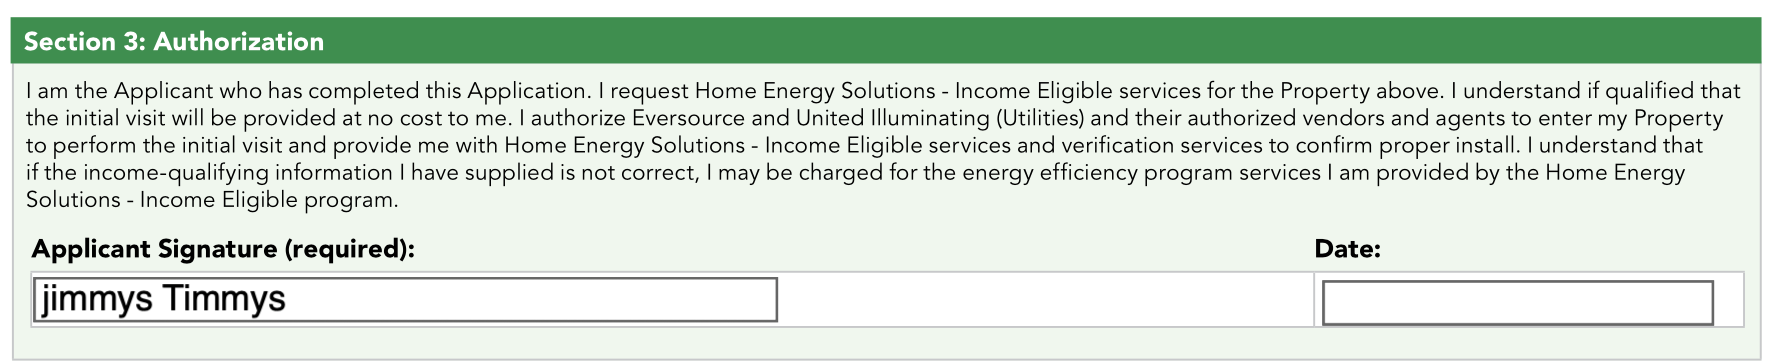 Section 3: Authorization
I am the Applicant who has completed this Application. I request Home Energy Solutions - Income Eligible services for the Property above. I understand if qualified that
the initial visit will be provided at no cost to me. I authorize Eversource and United Illuminating (Utilities) and their authorized vendors and agents to enter my Property
to perform the initial visit and provide me with Home Energy Solutions - Income Eligible services and verification services to confirm proper install. I understand that
if the income-qualifying information I have supplied is not correct, I may be charged for the energy efficiency program services I am provided by the Home Energy
Solutions - Income Eligible program.
Applicant Signature (required): Date:
jimmys Timmys